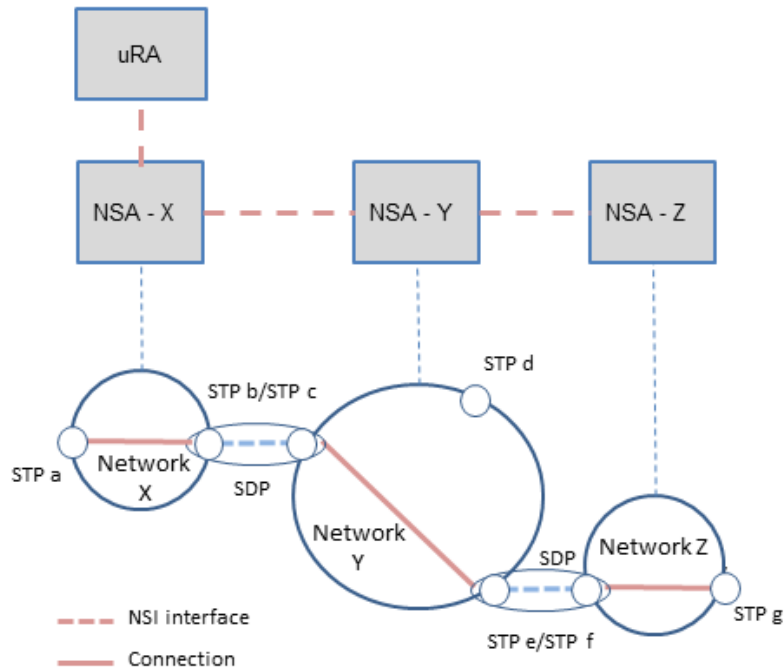 uRA
NSA - X
NSA - Y
NSA - Z
STP d
STP b/STP c
STP a
Network
X
SDP
Network
Y
SDP
Network Z
STP g
STP e/STP f
NSI interface
Connection